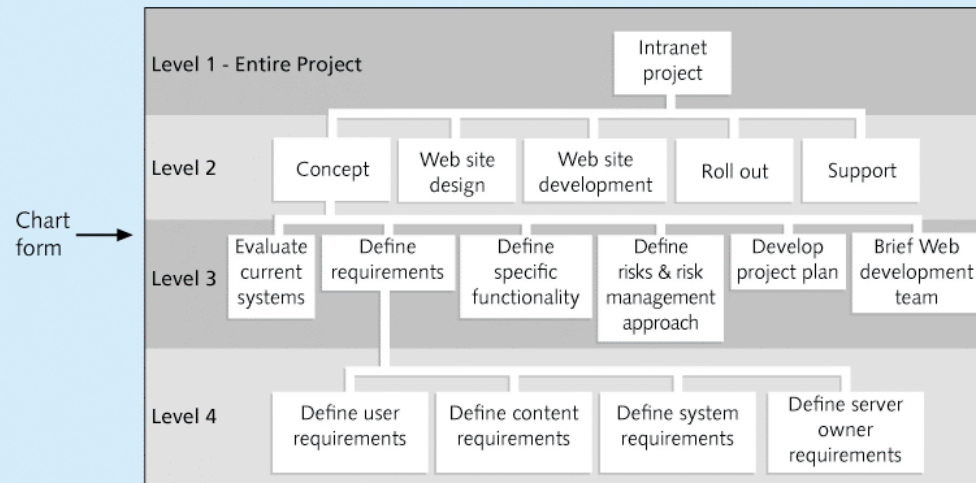 Level 1 - Entire Project
Intranet
project
Level 2
Concept
Web site
design
Web site
development
Roll out
Support
Chart
form
Level 3
Evaluate
current
systems
Define
requirements
Define
specific
functionality
Define
risks & risk
management
approach
Develop
project plan
Brief Web
development
team
Level 4
Define user
requirements
Define content
requirements
Define system
requirements
Define server
owner
requirements